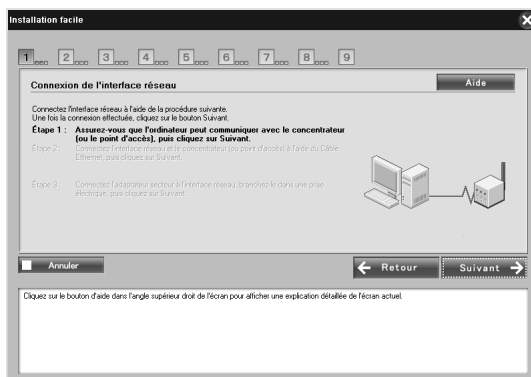 Installation facile
1 2 3 4 5 6 7 8 9
Connexion de l'interface réseau
Aide
Connectez l'interface réseau à l'aide de la procédure suivante.
Une fois la connexion effectuée, cliquez sur le bouton Suivant.
Étape 1 : Assurez-vous que l'ordinateur peut communiquer avec le concentrateur
(ou le point d'accès), puis cliquez sur Suivant.
Étape 2 : Connectez l'interface réseau et le concentrateur (ou point d'accès) à l'aide du Câble
Ethernet, puis cliquez sur Suivant.
Étape 3 : Connectez l'adaptateur secteur à l'interface réseau, branchez-le dans une prise
électrique, puis cliquez sur Suivant.
Annuler
Retour
Suivant
Cliquez sur le bouton d'aide dans l'angle supérieur droit de l'écran pour afficher une explication détaillée de l'écran actuel.